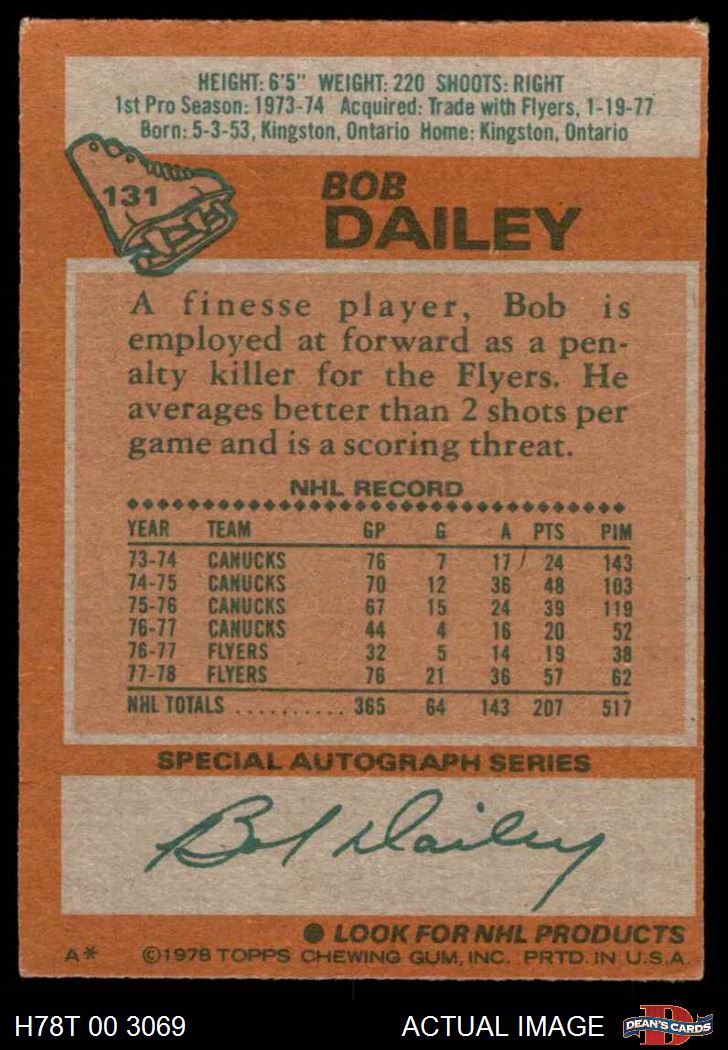 HEIGHT: 6'5" WEIGHT: 220 SHOOTS: RIGHT
1st Pro Season: 1973-74 Acquired: Trade with Flyers, 1-19-77
Born: 5-3-53, Kingston, Ontario Home: Kingston, Ontario
131
BOB
DAILEY
A finesse player, Bob is
employed at forward as a pen-
alty killer for the Flyers. He
averages better than 2 shots per
game and is a scoring threat.
NHL RECORD
YEAR TEAM GP G A PTS PIM
73-74 CANUCKS 76 7 17 24 143
74-75 CANUCKS 70 12 36 48 103
75-76 CANUCKS 67 15 24 39 119
76-77 CANUCKS 44 4 16 20 52
76-77 FLYERS 32 5 14 19 38
77-78 FLYERS 76 21 36 57 62
NHL TOTALS .......... 365 64 143 207 517
SPECIAL AUTOGRAPH SERIES
Bob Dailey
LOOK FOR NHL PRODUCTS
A* ©1978 TOPPS CHEWING GUM, INC. PRTD. IN U.S.A.
H78T 00 3069 ACTUAL IMAGE D DEAN'S CARDS